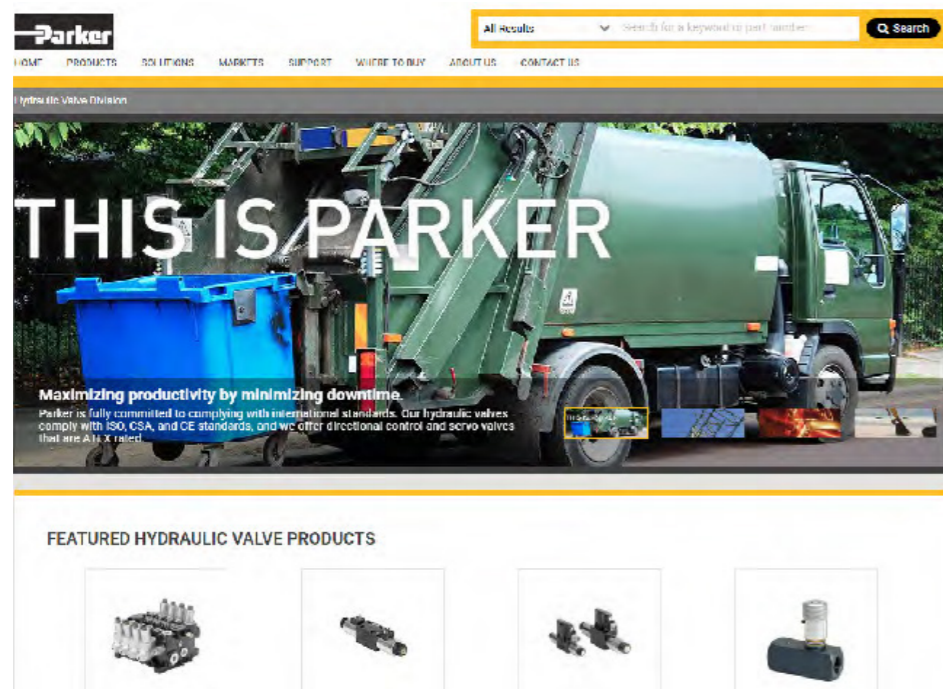 Parker
All Results
Search for a keyword or part number
Search
HOME PRODUCTS SOLUTIONS MARKETS SUPPORT WHERE TO BUY ABOUT US CONTACT US
Hydraulic Valve Division
THIS IS PARKER
Maximizing productivity by minimizing downtime.
Parker is fully committed to complying with international standards. Our hydraulic valves
comply with ISO, CSA, and CE standards, and we offer directional control and servo valves
that are ATEX rated.
FEATURED HYDRAULIC VALVE PRODUCTS